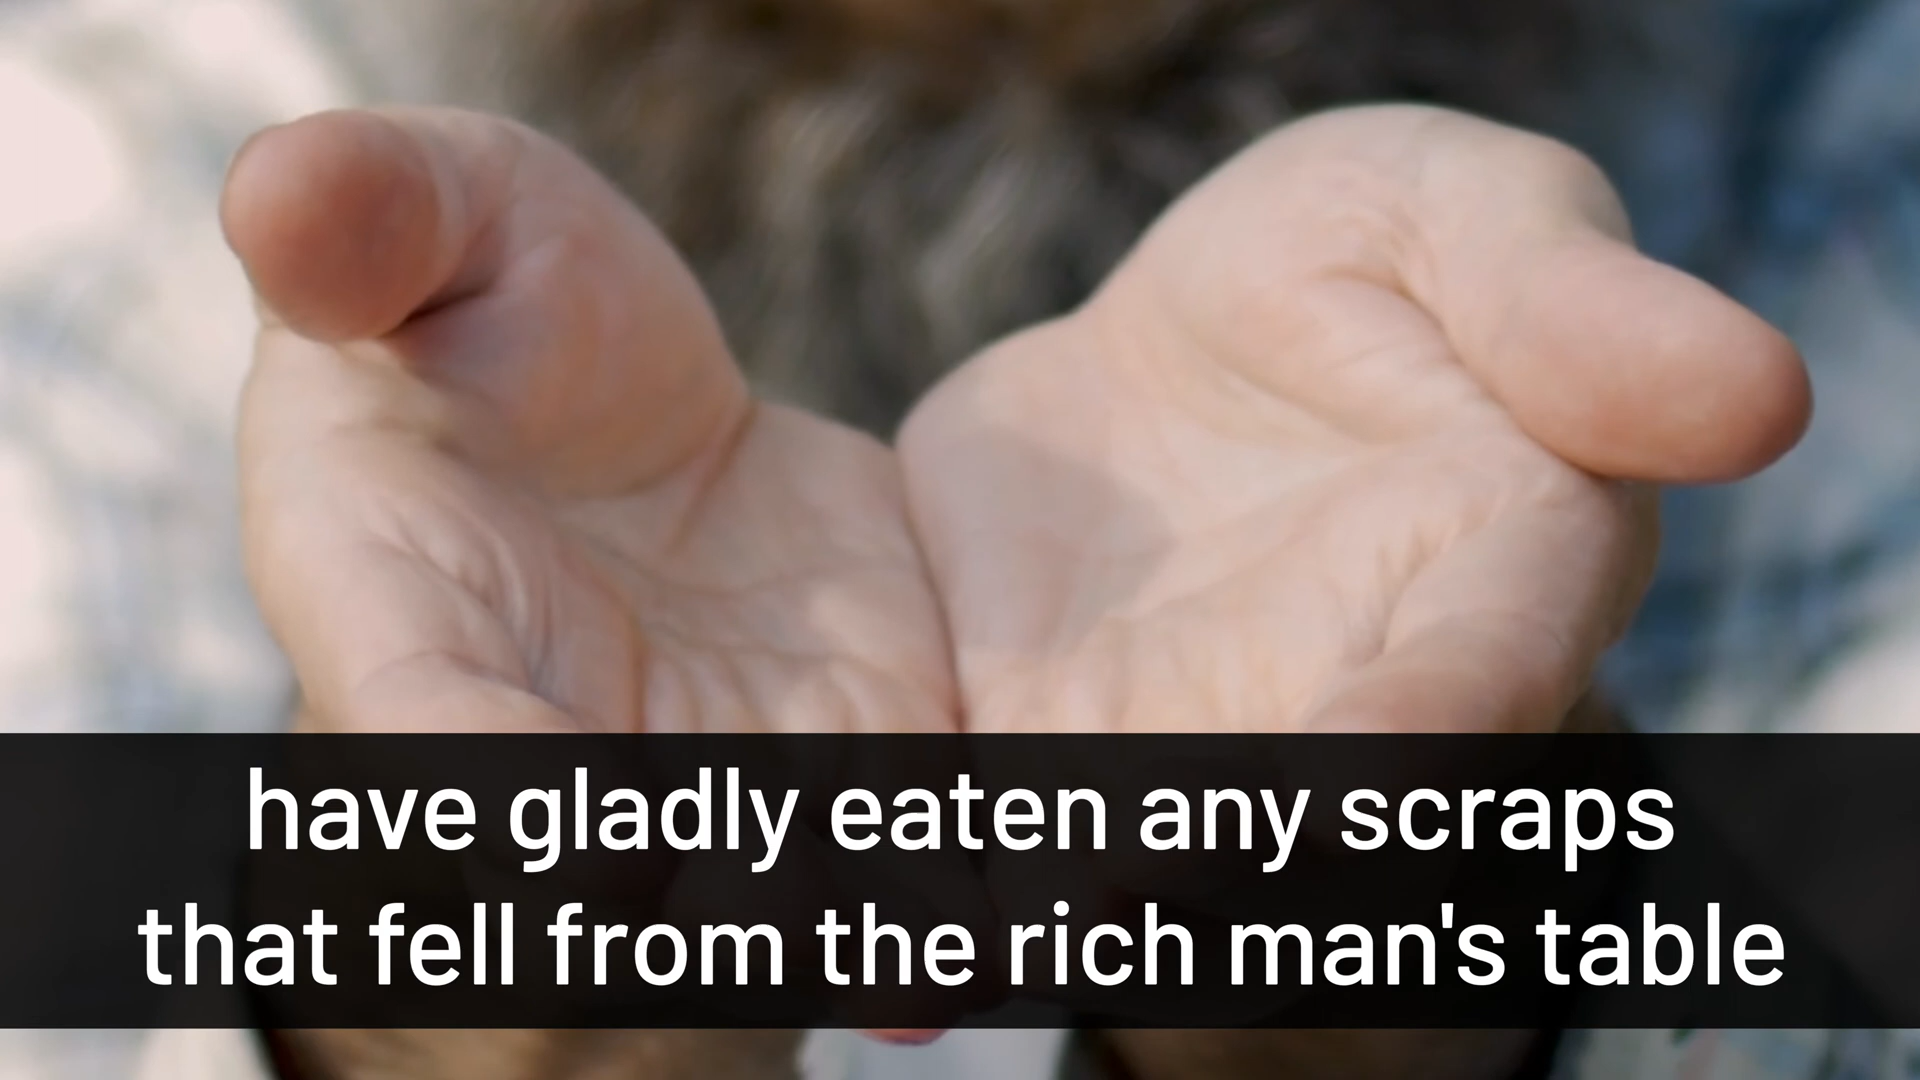 have gladly eaten any scraps
that fell from the rich man's table